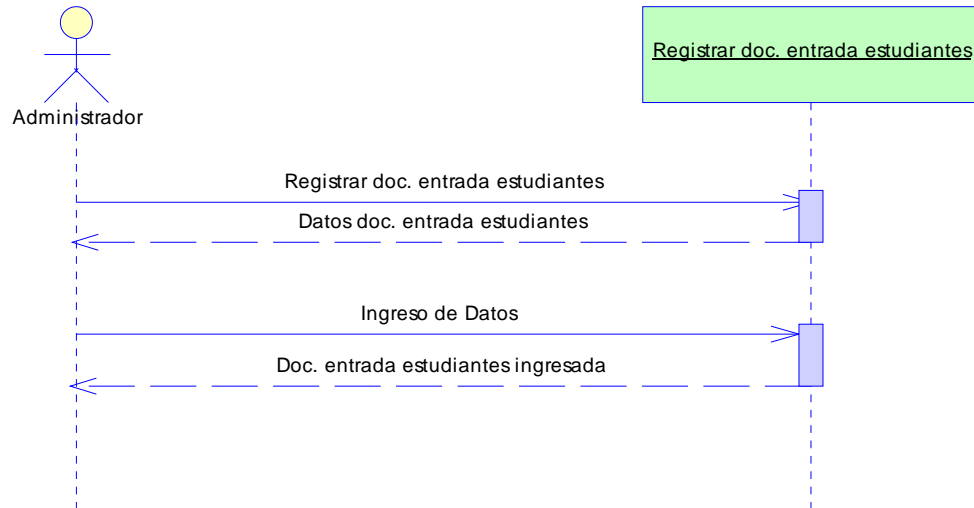 Registrar doc. entrada estudiantes
Administrador
Registrar doc. entrada estudiantes
Datos doc. entrada estudiantes
Ingreso de Datos
Doc. entrada estudiantes ingresada